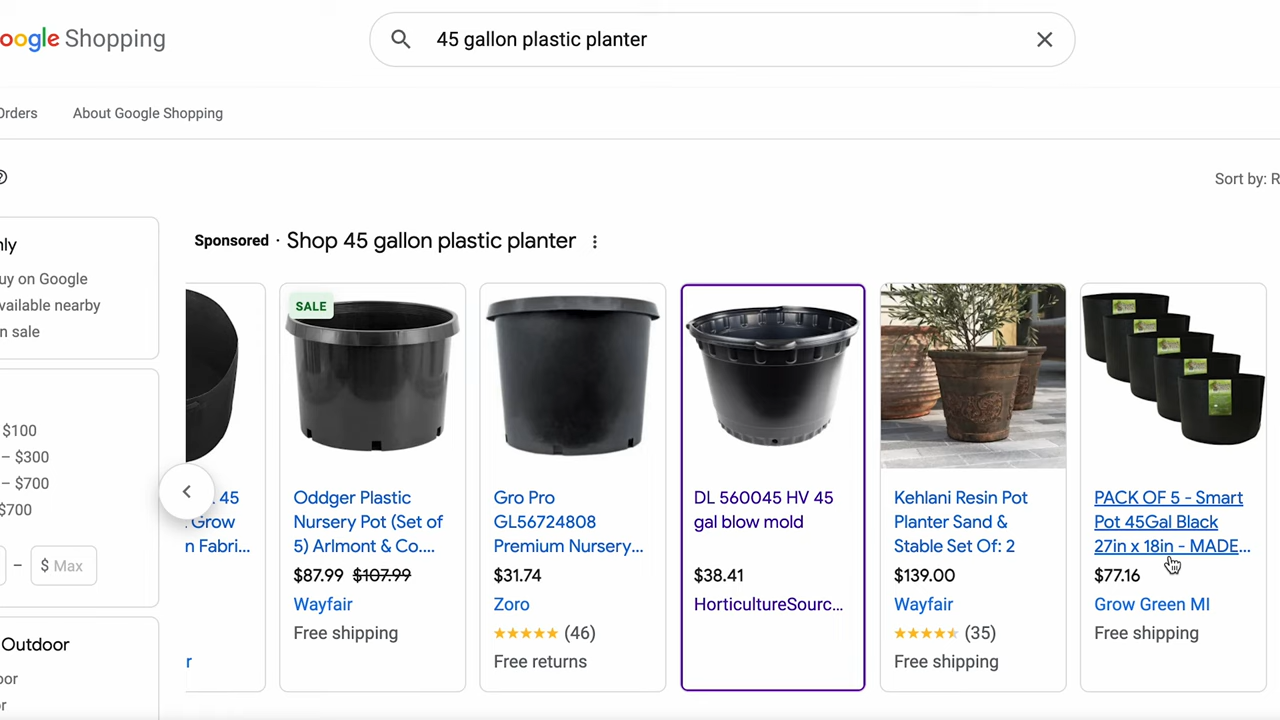 oogle Shopping
45 gallon plastic planter
Orders
About Google Shopping
Sort by: R
nly
uy on Google
vailable nearby
n sale
$100
– $300
– $700
$700
–
$ Max
Outdoor
oor
or
Sponsored · Shop 45 gallon plastic planter
45
Grow
n Fabri...
r
SALE
Oddger Plastic
Nursery Pot (Set of
5) Arlmont & Co....
$87.99 $107.99
Wayfair
Free shipping
Gro Pro
GL56724808
Premium Nursery...
$31.74
Zoro
(46)
Free returns
DL 560045 HV 45
gal blow mold
$38.41
HorticultureSourc...
Kehlani Resin Pot
Planter Sand &
Stable Set Of: 2
$139.00
Wayfair
(35)
Free shipping
PACK OF 5 - Smart
Pot 45Gal Black
27in x 18in - MADE...
$77.16
Grow Green MI
Free shipping